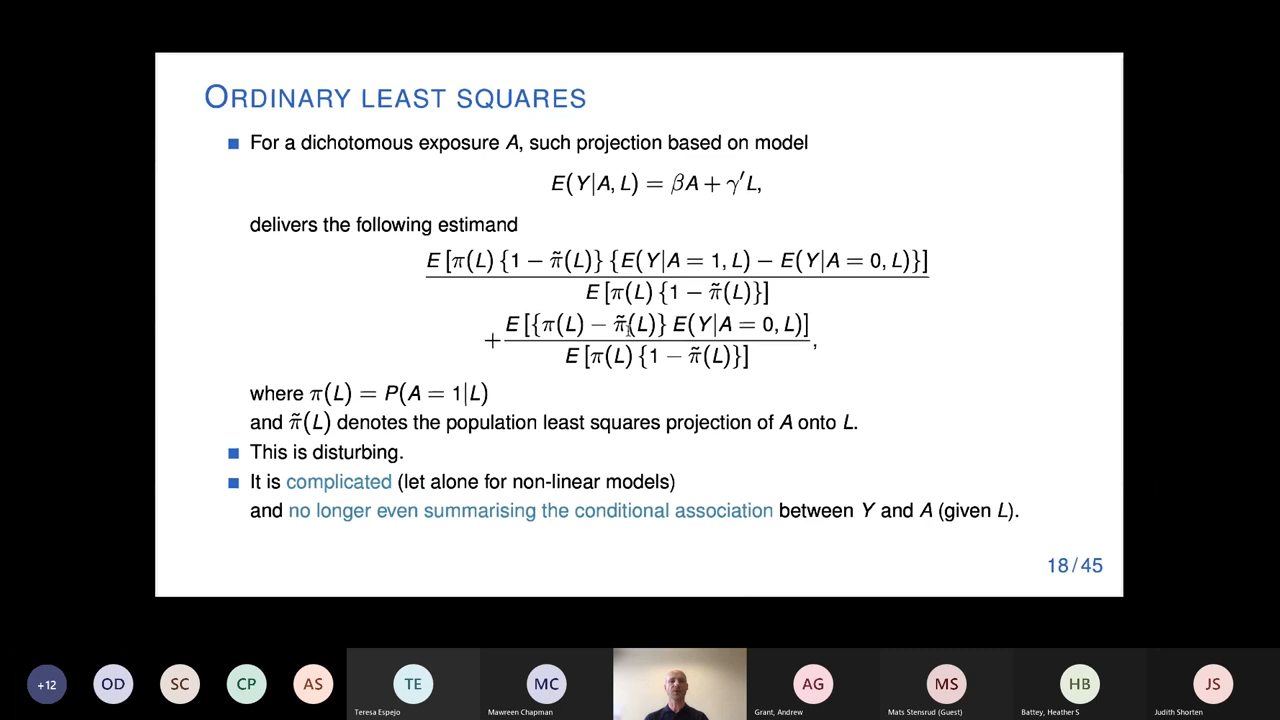 ORDINARY LEAST SQUARES
For a dichotomous exposure A, such projection based on model
E(Y|A, L) = βA + γ′L,
delivers the following estimand
E [π(L) {1 − π̃(L)} {E(Y|A = 1, L) − E(Y|A = 0, L)}]
E [π(L) {1 − π̃(L)}]
+ E [{π(L) − π̃(L)} E(Y|A = 0, L)]
E [π(L) {1 − π̃(L)}] ,
where π(L) = P(A = 1|L)
and π̃(L) denotes the population least squares projection of A onto L.
This is disturbing.
It is complicated (let alone for non-linear models)
and no longer even summarising the conditional association between Y and A (given L).
18/45
+12 OD SC CP AS TE MC AG MS HB JS
Teresa Espejo Mawreen Chapman Grant, Andrew Mats Stensrud (Guest) Battey, Heather S Judith Shorten